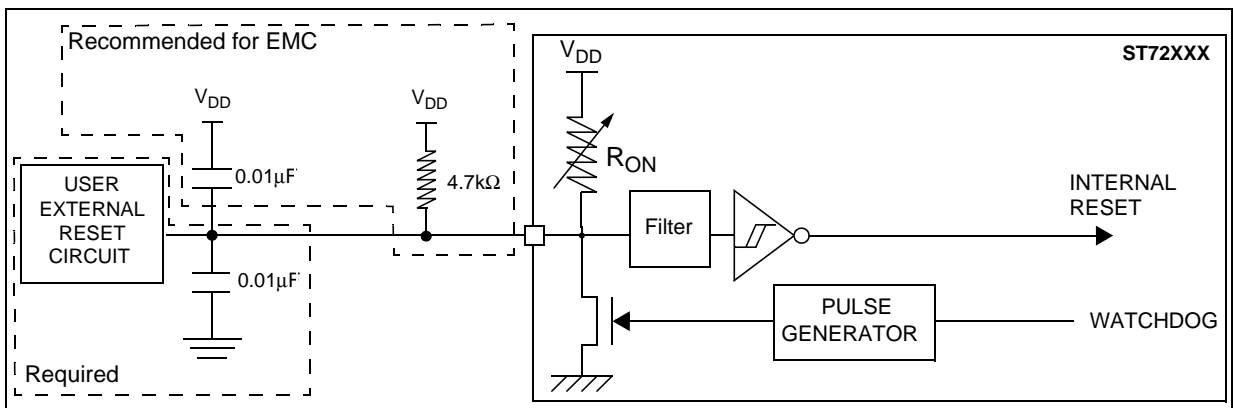 Recommended for EMC
VDD
VDD
0.01μF
4.7kΩ
USER
EXTERNAL
RESET
CIRCUIT
0.01μF
Required
ST72XXX
VDD
RON
Filter
INTERNAL
RESET
PULSE
GENERATOR
WATCHDOG